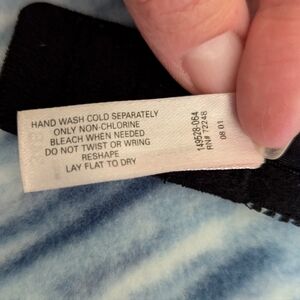 HAND WASH COLD SEPARATELY
ONLY NON-CHLORINE
BLEACH WHEN NEEDED
DO NOT TWIST OR WRING
RESHAPE
LAY FLAT TO DRY
149528-064
RN# 72248
08 01